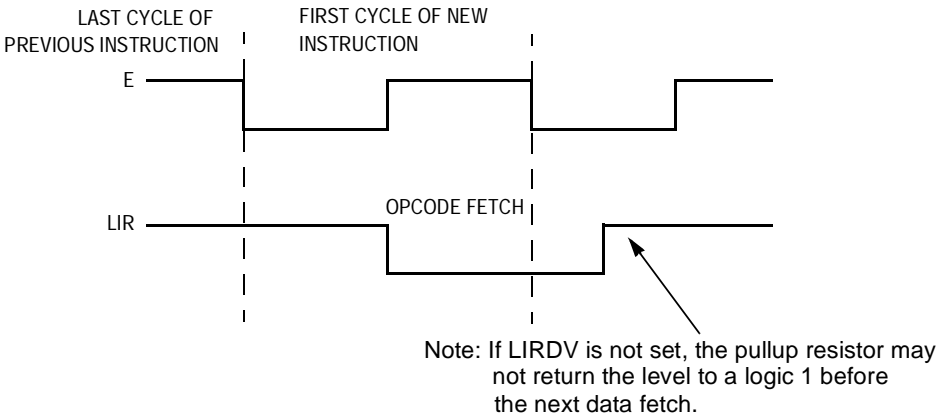 LAST CYCLE OF
PREVIOUS INSTRUCTION
FIRST CYCLE OF NEW
INSTRUCTION
E
OPCODE FETCH
LIR
Note: If LIRDV is not set, the pullup resistor may
not return the level to a logic 1 before
the next data fetch.